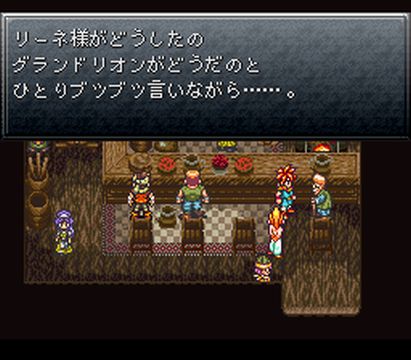 リーネ様がどうしたの
グランドリオンがどうだのと
ひとりブツブツ言いながら……。